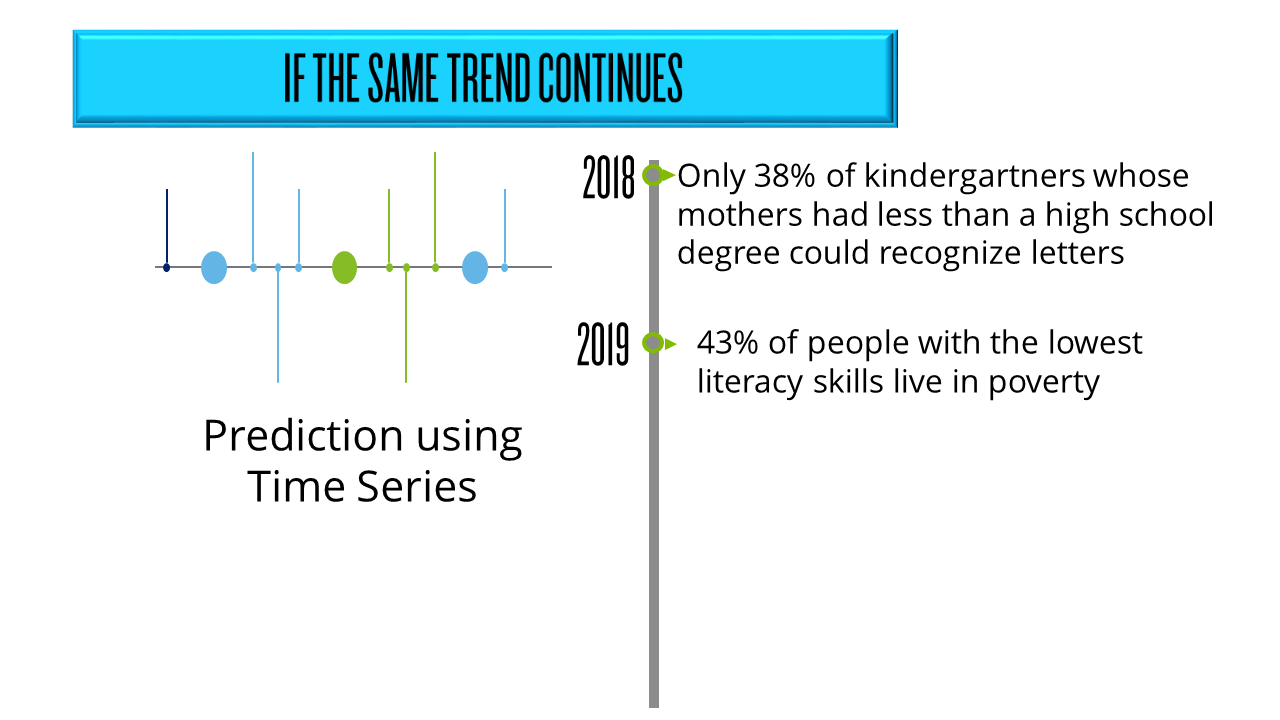 IF THE SAME TREND CONTINUES
2018
Only 38% of kindergartners whose
mothers had less than a high school
degree could recognize letters
2019
43% of people with the lowest
literacy skills live in poverty
Prediction using
Time Series